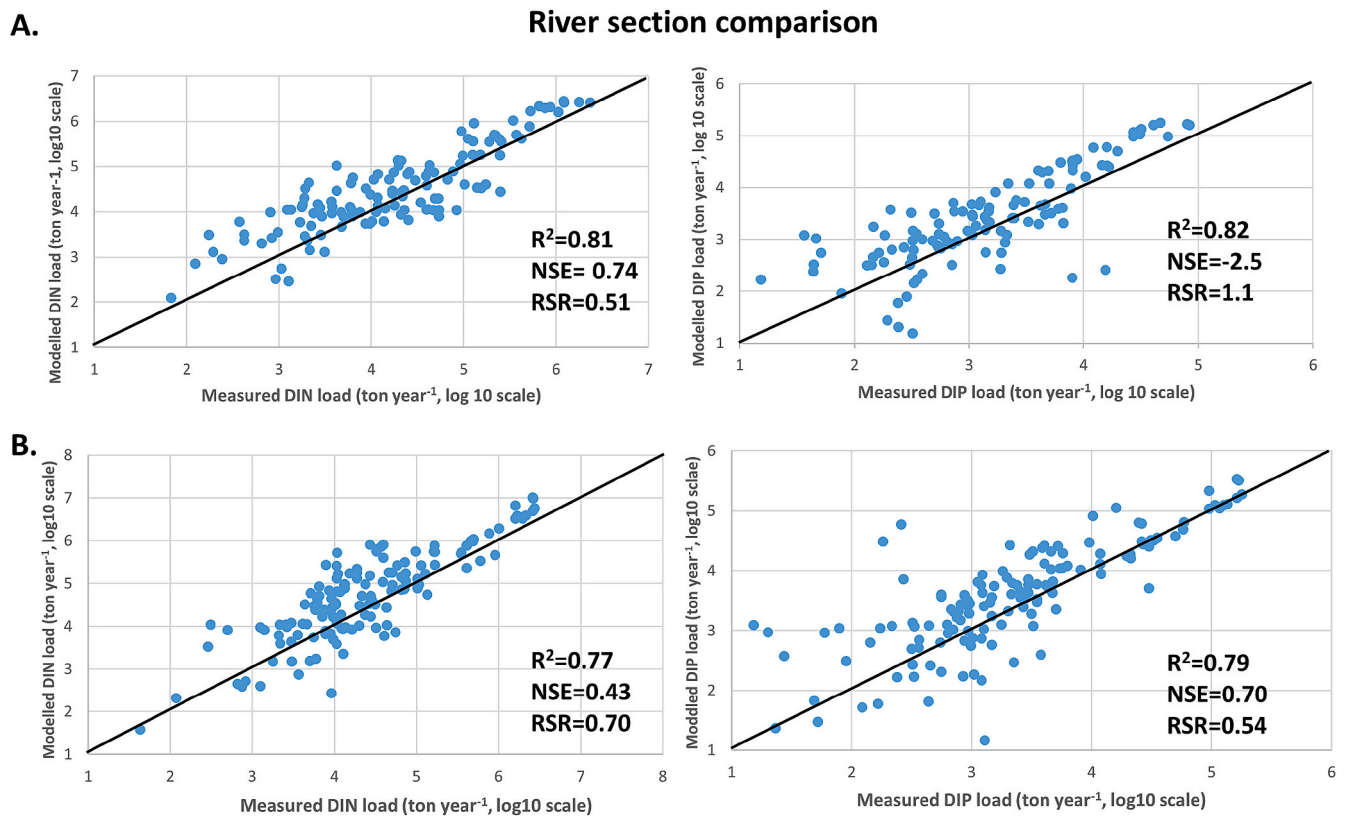 River section comparison
A.
Modelled DIN load (ton year-1, log10 scale)
7
6
5
4
3
2
1
1 2 3 4 5 6 7
Measured DIN load (ton year-1, log 10 scale)
R2=0.81
NSE= 0.74
RSR=0.51
Modelled DIP load (ton year-1, log 10 scale)
6
5
4
3
2
1
1 2 3 4 5 6
Measured DIP load (ton year-1, log 10 scale)
R2=0.82
NSE=-2.5
RSR=1.1
B.
Modelled DIN load (ton year-1, log10 scale)
8
7
6
5
4
3
2
1
1 2 3 4 5 6 7 8
Measured DIN load (ton year-1, log10 scale)
R2=0.77
NSE=0.43
RSR=0.70
Moddled DIP load (ton year-1, log10 sclae)
6
5
4
3
2
1
1 2 3 4 5 6
Measured DIP load (ton year-1, log10 scale)
R2=0.79
NSE=0.70
RSR=0.54